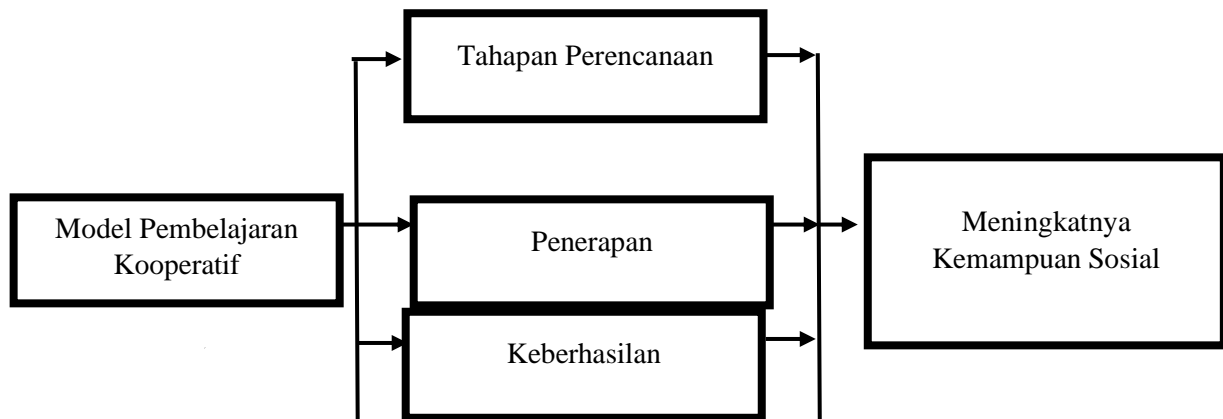 Tahapan Perencanaan
Model Pembelajaran
Kooperatif
Penerapan
Meningkatnya
Kemampuan Sosial
Keberhasilan